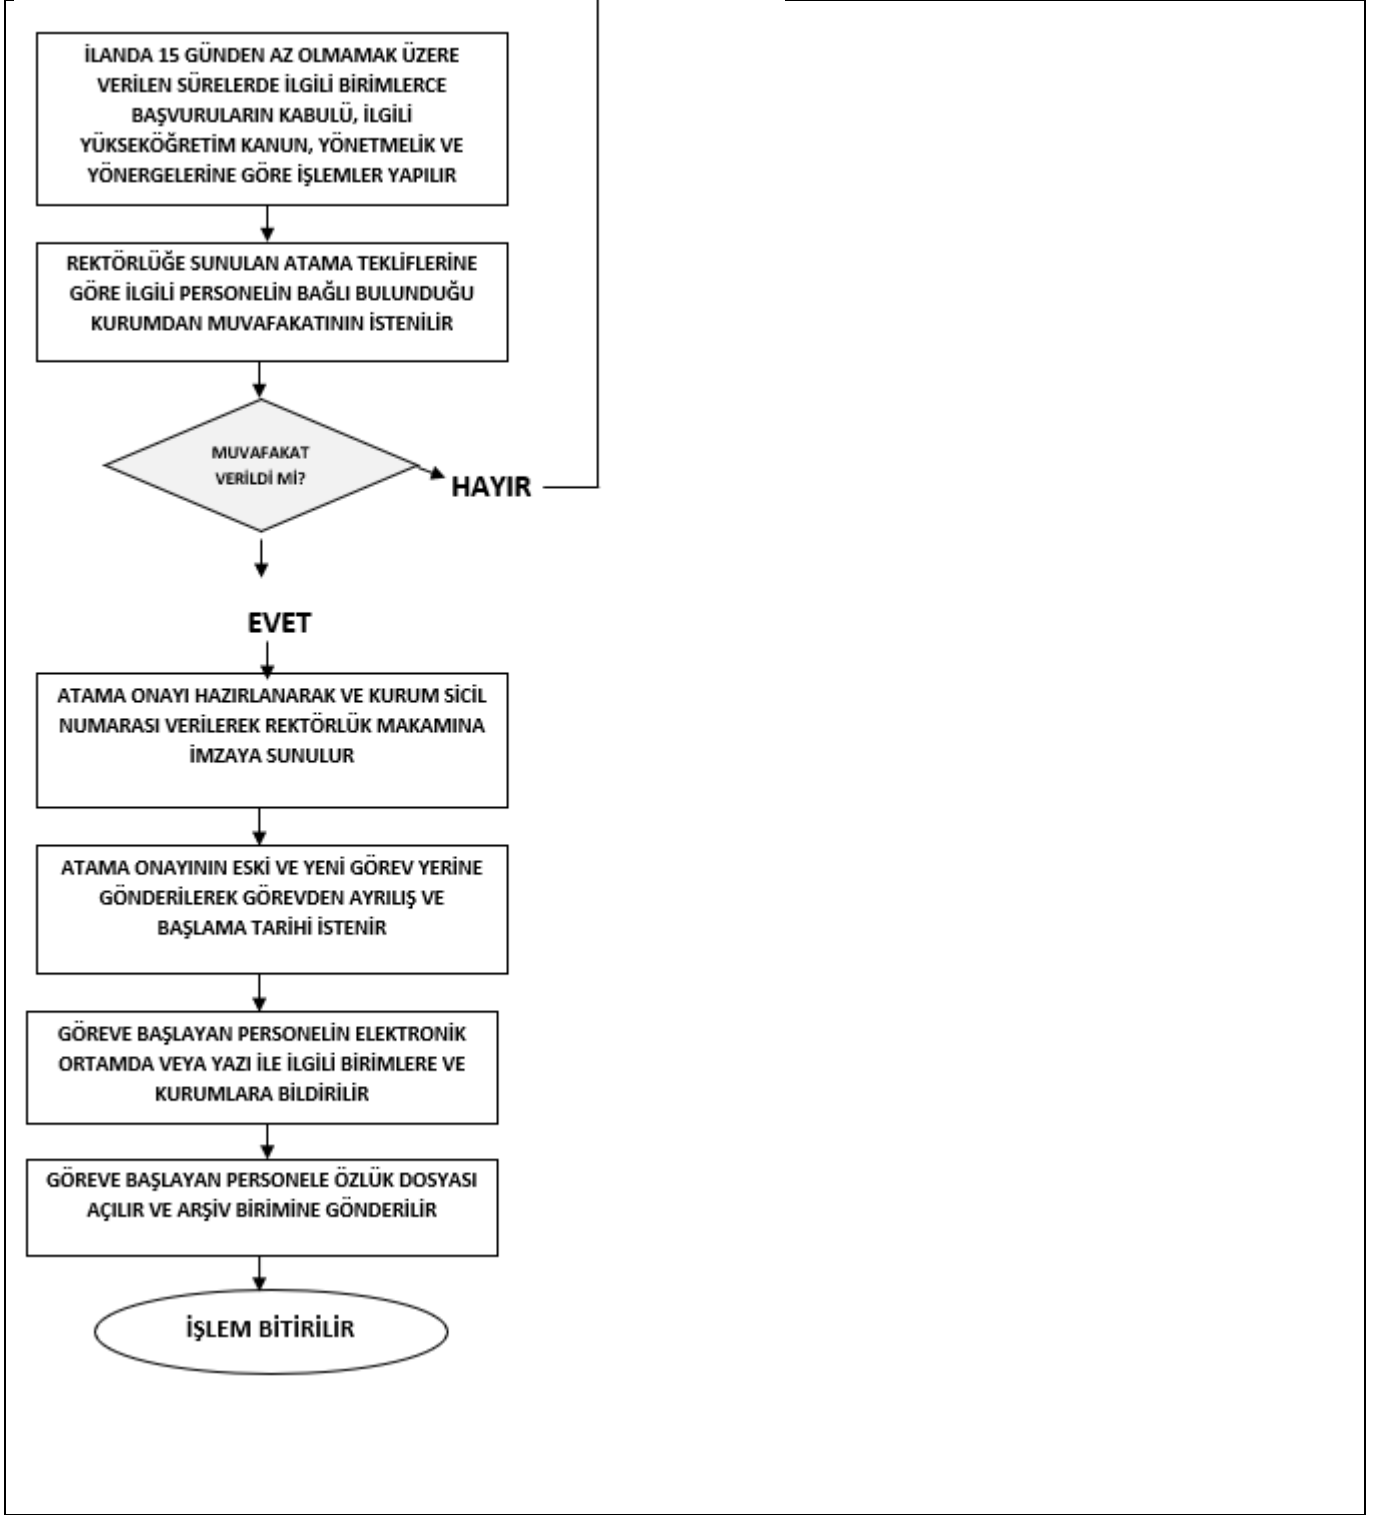 İLANDA 15 GÜNDEN AZ OLMAMAK ÜZERE
VERİLEN SÜRELERDE İLGİLİ BİRİMLERCE
BAŞVURULARIN KABULÜ, İLGİLİ
YÜKSEKÖĞRETİM KANUN, YÖNETMELİK VE
YÖNERGELERİNE GÖRE İŞLEMLER YAPILIR
REKTÖRLÜĞE SUNULAN ATAMA TEKLİFLERİNE
GÖRE İLGİLİ PERSONELİN BAĞLI BULUNDUĞU
KURUMDAN MUVAFAKATININ İSTENİLİR
MUVAFAKAT
VERİLDİ Mİ?
HAYIR
EVET
ATAMA ONAYI HAZIRLANARAK VE KURUM SİCİL
NUMARASI VERİLEREK REKTÖRLÜK MAKAMINA
İMZAYA SUNULUR
ATAMA ONAYININ ESKİ VE YENİ GÖREV YERİNE
GÖNDERİLEREK GÖREVDEN AYRILIŞ VE
BAŞLAMA TARİHİ İSTENİR
GÖREVE BAŞLAYAN PERSONELİN ELEKTRONİK
ORTAMDA VEYA YAZI İLE İLGİLİ BİRİMLERE VE
KURUMLARA BİLDİRİLİR
GÖREVE BAŞLAYAN PERSONELE ÖZLÜK DOSYASI
AÇILIR VE ARŞİV BİRİMİNE GÖNDERİLİR
İŞLEM BİTİRİLİR